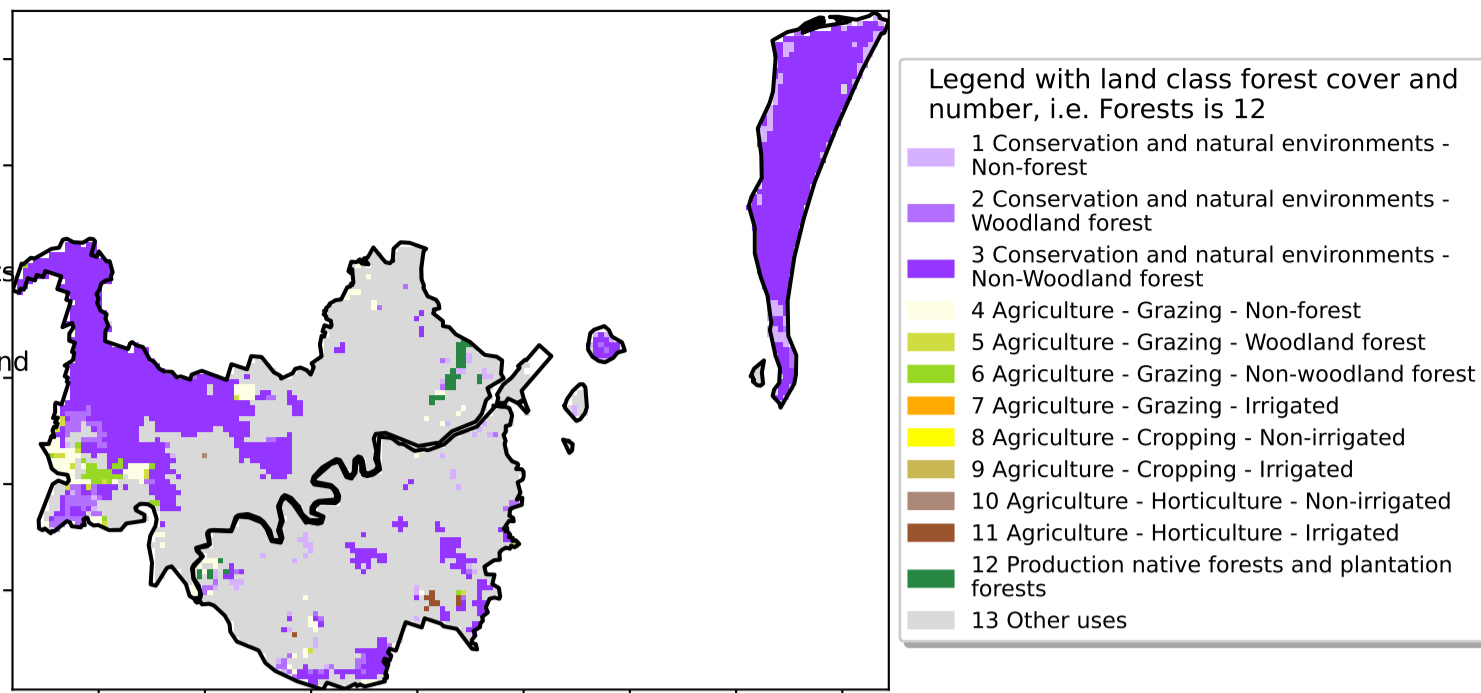 s
nd
Legend with land class forest cover and
number, i.e. Forests is 12
1 Conservation and natural environments -
Non-forest
2 Conservation and natural environments -
Woodland forest
3 Conservation and natural environments -
Non-Woodland forest
4 Agriculture - Grazing - Non-forest
5 Agriculture - Grazing - Woodland forest
6 Agriculture - Grazing - Non-woodland forest
7 Agriculture - Grazing - Irrigated
8 Agriculture - Cropping - Non-irrigated
9 Agriculture - Cropping - Irrigated
10 Agriculture - Horticulture - Non-irrigated
11 Agriculture - Horticulture - Irrigated
12 Production native forests and plantation
forests
13 Other uses